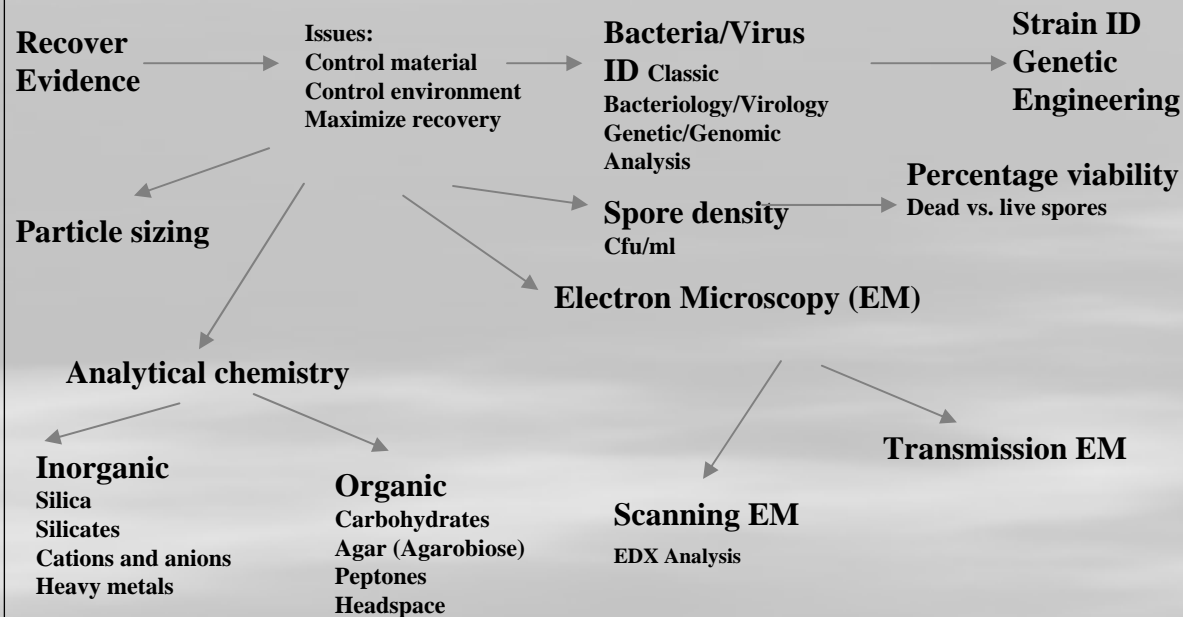 Recover
Evidence
Issues:
Control material
Control environment
Maximize recovery
Bacteria/Virus
ID Classic
Bacteriology/Virology
Genetic/Genomic
Analysis
Strain ID
Genetic
Engineering
Particle sizing
Spore density
Cfu/ml
Percentage viability
Dead vs. live spores
Electron Microscopy (EM)
Analytical chemistry
Inorganic
Silica
Silicates
Cations and anions
Heavy metals
Organic
Carbohydrates
Agar (Agarobiose)
Peptones
Headspace
Scanning EM
EDX Analysis
Transmission EM